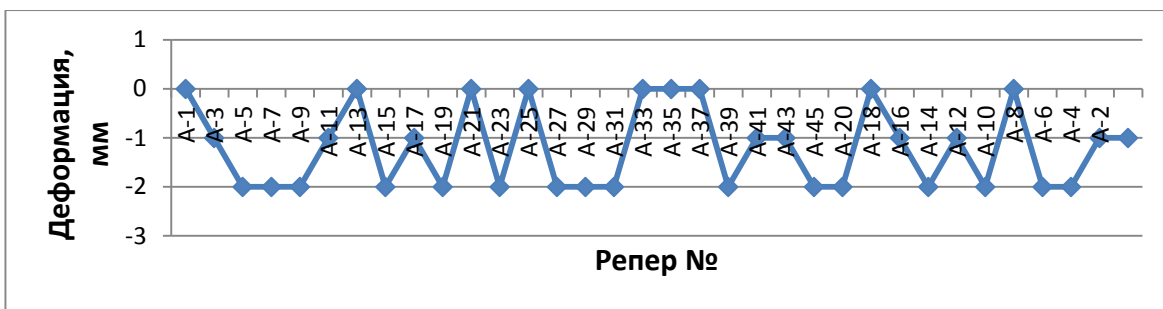 Деформация,
мм
1
0
-1
-2
-3
А-1
А-3
А-5
А-7
А-9
А-11
А-13
А-15
А-17
А-19
А-21
А-23
А-25
А-27
А-29
А-31
А-33
А-35
А-37
А-39
А-41
А-43
А-45
А-20
А-18
А-16
А-14
А-12
А-10
А-8
А-6
А-4
А-2
Репер №